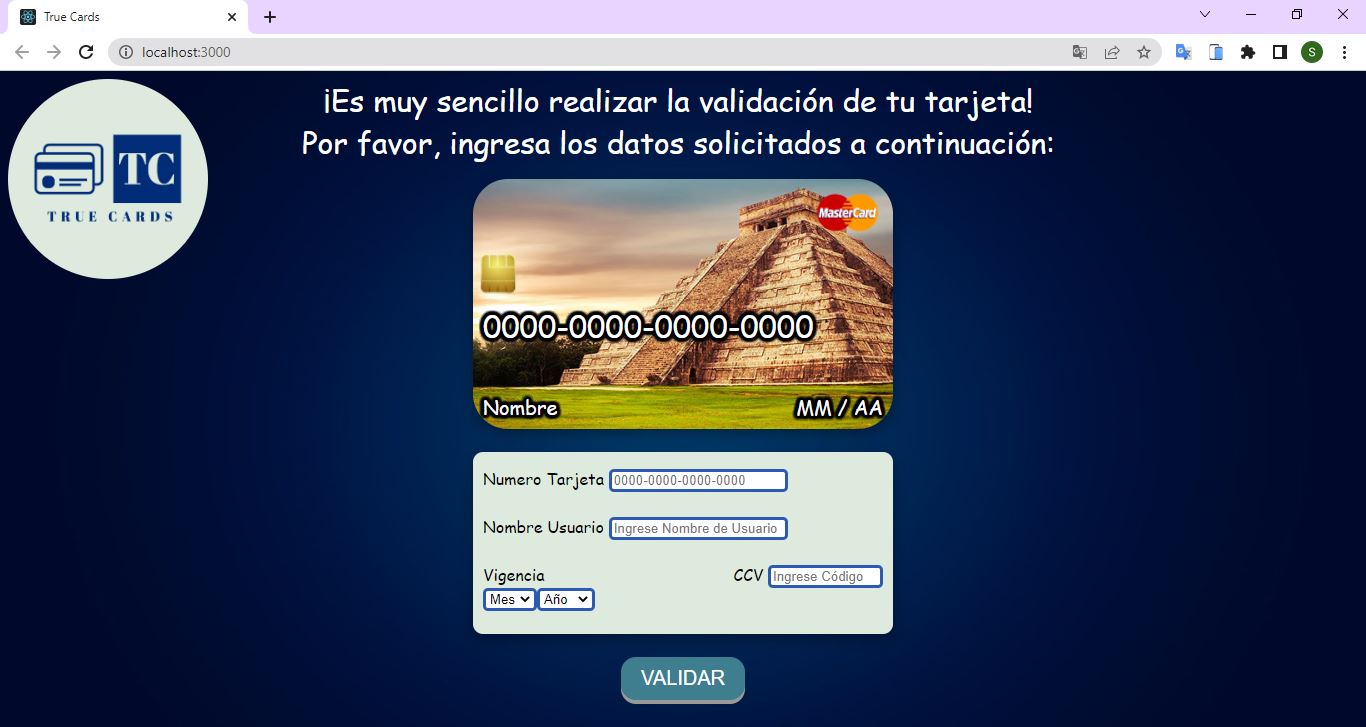 True Cards
localhost:3000
S
¡Es muy sencillo realizar la validación de tu tarjeta!
Por favor, ingresa los datos solicitados a continuación:
TC
TRUE CARDS
MasterCard
0000-0000-0000-0000
Nombre MM / AA
Numero Tarjeta 0000-0000-0000-0000
Nombre Usuario Ingrese Nombre de Usuario
Vigencia CCV Ingrese Código
Mes Año
VALIDAR